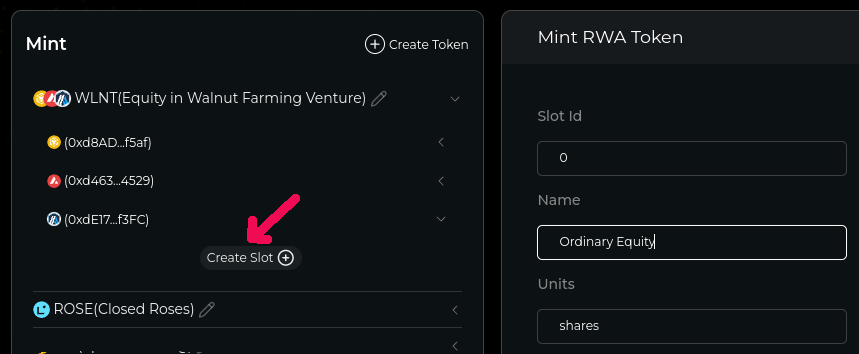 Mint
Create Token
WLNT(Equity in Walnut Farming Venture)
(0xd8AD...f5af)
(0xd463...4529)
(0xdE17...f3FC)
Create Slot
ROSE(Closed Roses)
Mint RWA Token
Slot Id
0
Name
Ordinary Equity
Units
shares